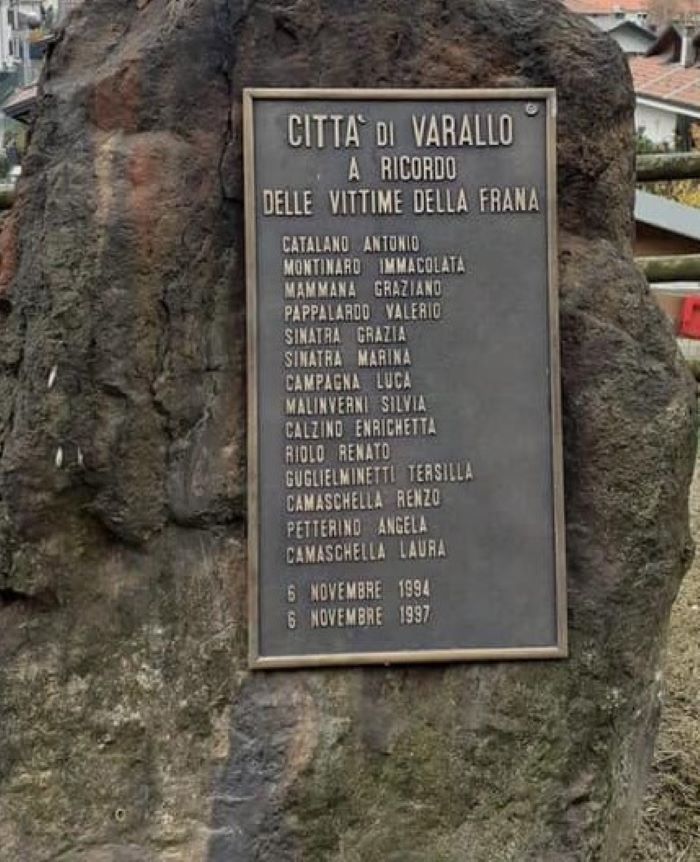 CITTA' DI VARALLO
A RICORDO
DELLE VITTIME DELLA FRANA
CATALANO ANTONIO
MONTINARO IMMACOLATA
MAMMANA GRAZIANO
PAPPALARDO VALERIO
SINATRA GRAZIA
SINATRA MARINA
CAMPAGNA LUCA
MALINVERNI SILVIA
CALZINO ENRICHETTA
RIOLO RENATO
GUGLIELMINETTI TERSILLA
CAMASCHELLA RENZO
PETTERINO ANGELA
CAMASCHELLA LAURA
6 NOVEMBRE 1994
6 NOVEMBRE 1997